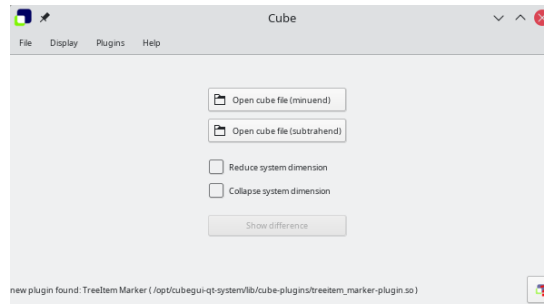 Cube
File Display Plugins Help
Open cube file (minuend)
Open cube file (subtrahend)
Reduce system dimension
Collapse system dimension
Show difference
new plugin found: TreeItem Marker ( /opt/cubegui-qt-system/lib/cube-plugins/treeitem_marker-plugin.so )